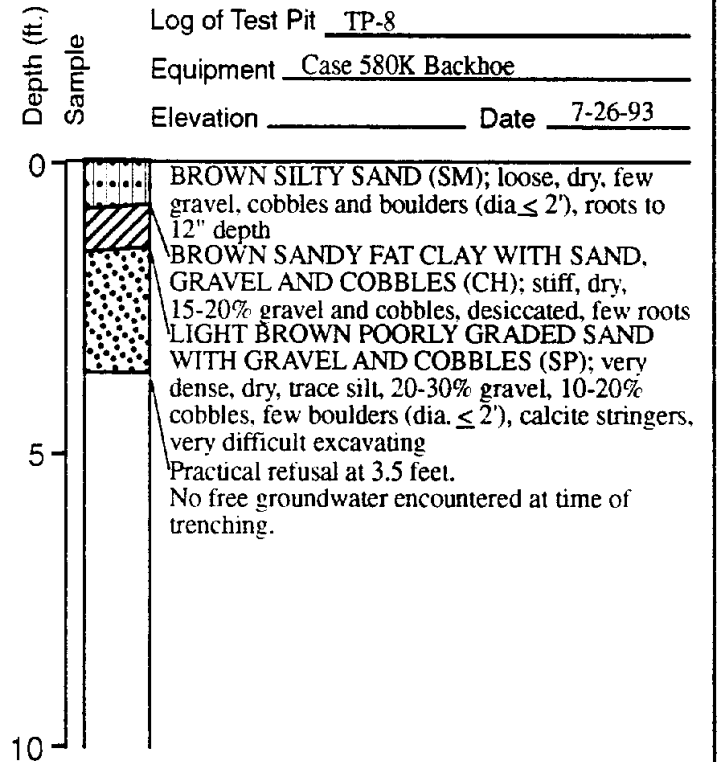 Depth (ft.)
Sample
Log of Test Pit TP-8
Equipment Case 580K Backhoe
Elevation Date 7-26-93
0
BROWN SILTY SAND (SM); loose, dry, few
gravel, cobbles and boulders (dia ≤ 2'), roots to
12" depth
BROWN SANDY FAT CLAY WITH SAND,
GRAVEL AND COBBLES (CH); stiff, dry,
15-20% gravel and cobbles, desiccated, few roots
LIGHT BROWN POORLY GRADED SAND
WITH GRAVEL AND COBBLES (SP); very
dense, dry, trace silt, 20-30% gravel, 10-20%
cobbles, few boulders (dia. ≤ 2'), calcite stringers,
very difficult excavating
5
Practical refusal at 3.5 feet.
No free groundwater encountered at time of
trenching.
10